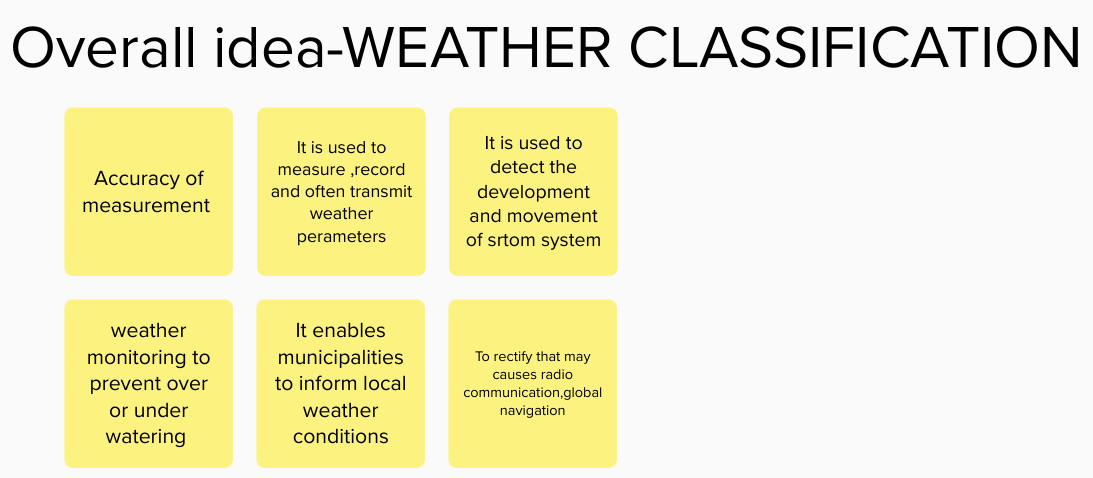 Overall idea-WEATHER CLASSIFICATION
Accuracy of
measurement
It is used to
measure ,record
and often transmit
weather
perameters
It is used to
detect the
development
and movement
of srtom system
weather
monitoring to
prevent over
or under
watering
It enables
municipalities
to inform local
weather
conditions
To rectify that may
causes radio
communication,global
navigation